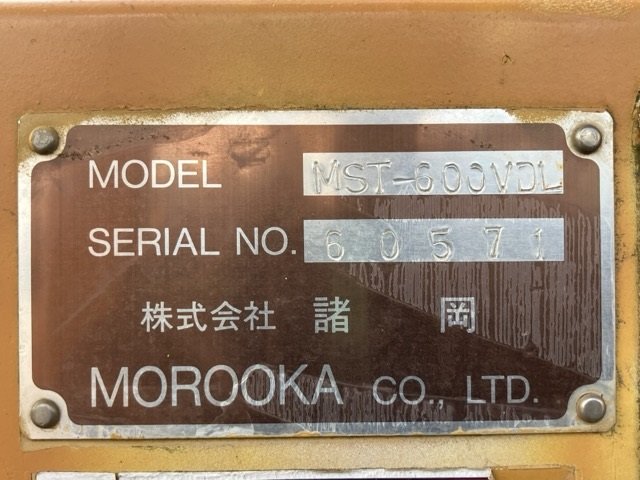 MODEL MST-600VDL
SERIAL NO. 60571
株式会社 諸岡
MOROOKA CO., LTD.